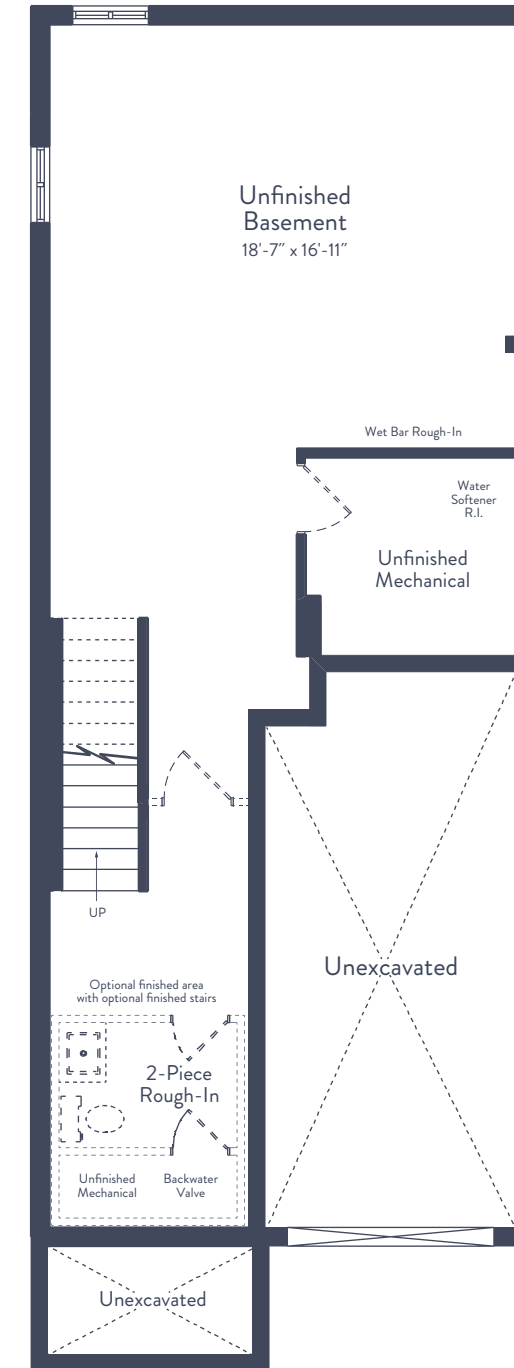 Unfinished
Basement
18'-7" x 16'-11"
Wet Bar Rough-In
Water
Softener
R.I.
Unfinished
Mechanical
UP
Unexcavated
Optional finished area
with optional finished stairs
2-Piece
Rough-In
Unfinished
Mechanical
Backwater
Valve
Unexcavated